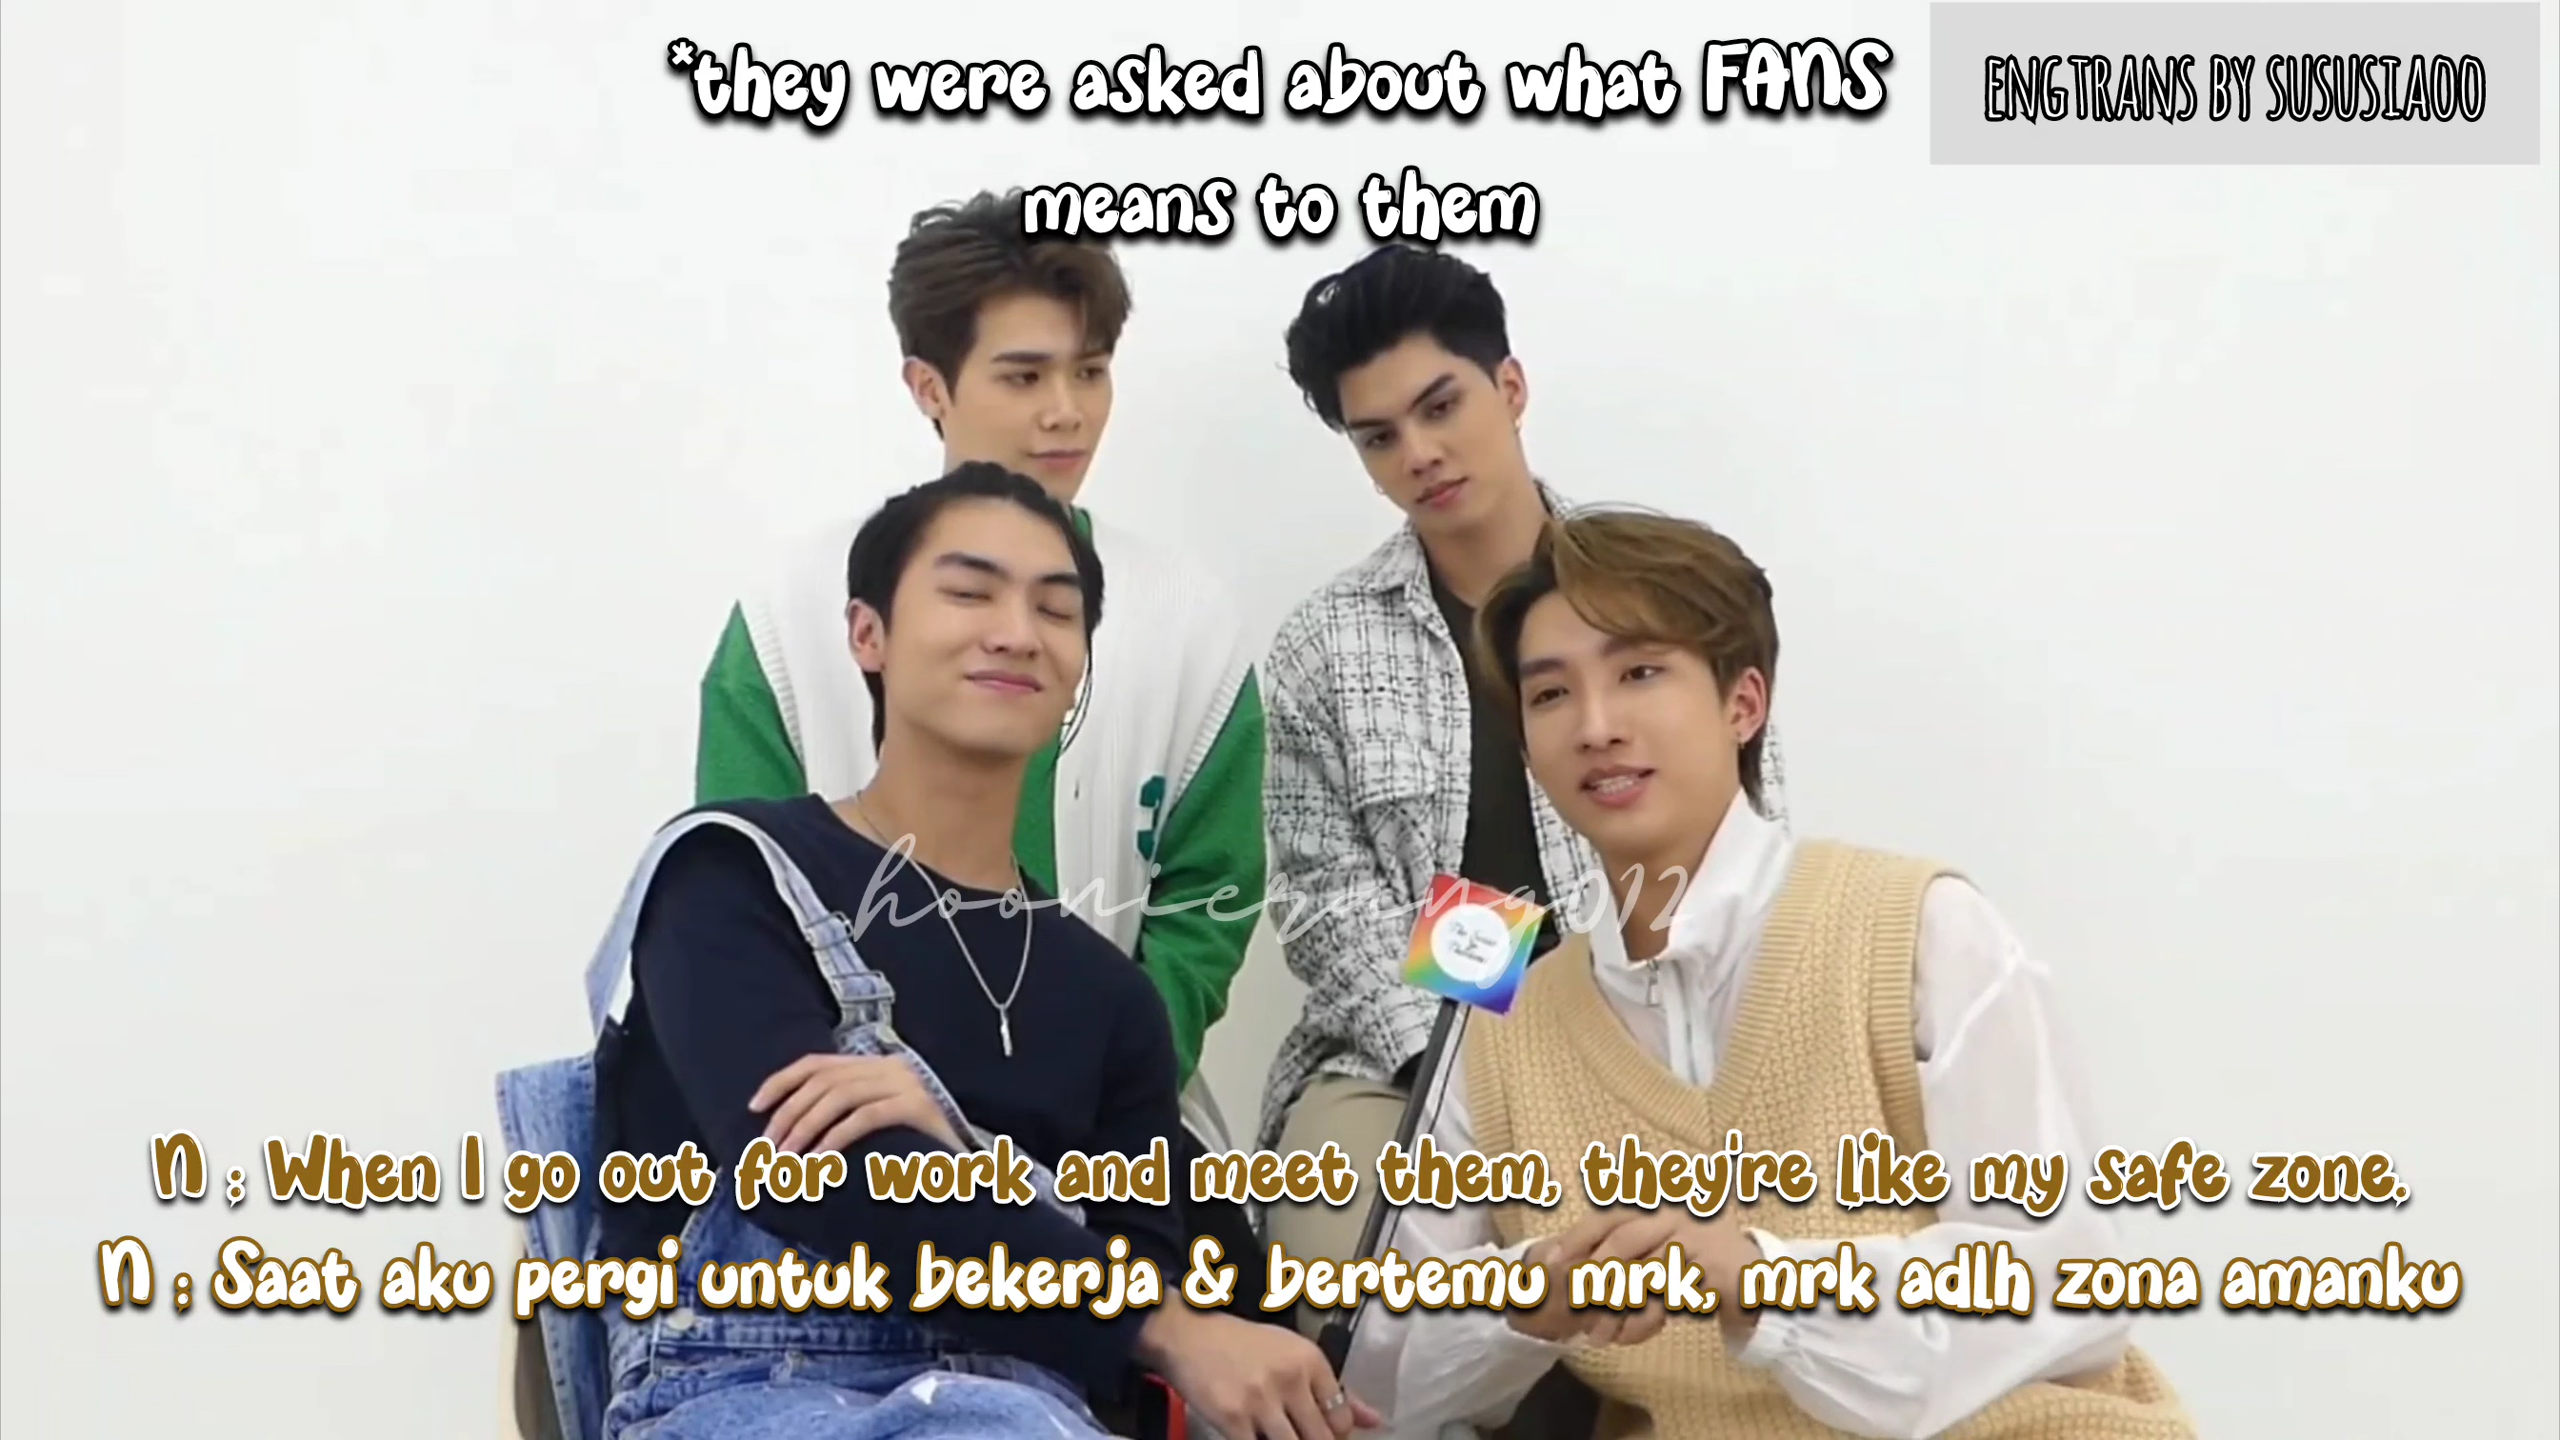 *they were asked about what FANS
means to them
ENGTRANS BY SUSUSIAOO
hoonierang012
N : When I go out for work and meet them, they're like my safe zone.
N : Saat aku pergi untuk bekerja & bertemu mrk, mrk adlh zona amanku